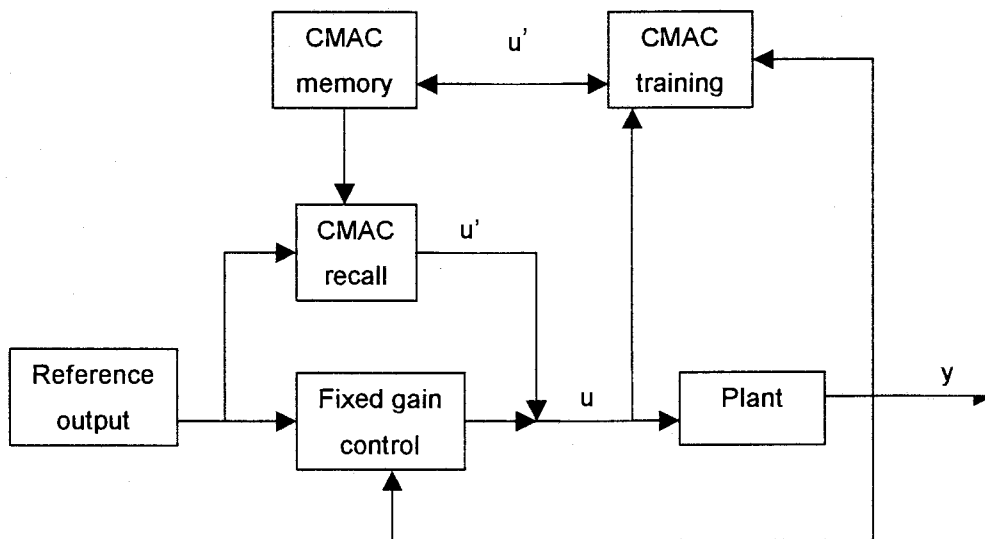 CMAC
memory
u’
CMAC
training
CMAC
recall
u’
Reference
output
Fixed gain
control
u
Plant
y